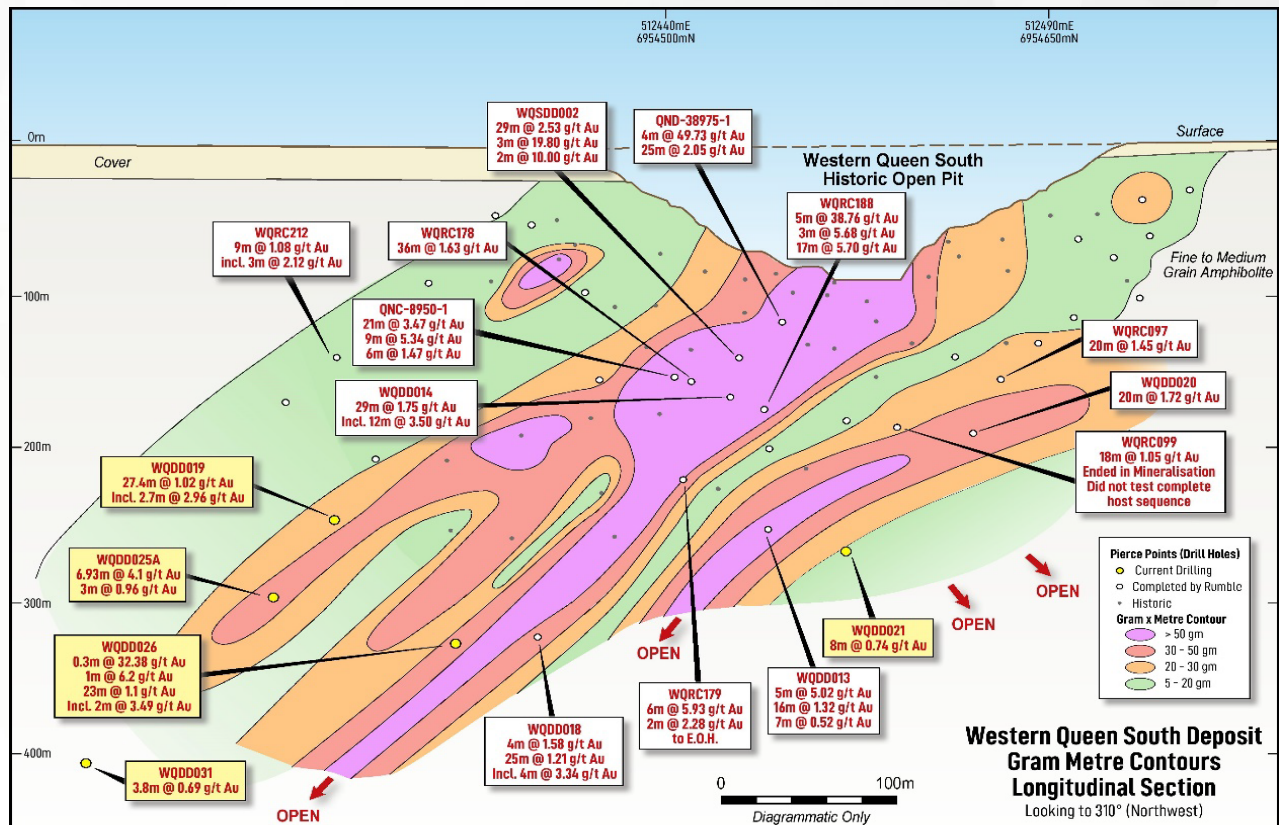 512440mE
6954500mN
512490mE
6954650mN
0m
100m
200m
300m
400m
Cover
Surface
WQSDD002
29m @ 2.53 g/t Au
3m @ 19.80 g/t Au
2m @ 10.00 g/t Au
QND-38975-1
4m @ 49.73 g/t Au
25m @ 2.05 g/t Au
Western Queen South
Historic Open Pit
WQRC188
5m @ 38.76 g/t Au
3m @ 5.68 g/t Au
17m @ 5.70 g/t Au
WQRC212
9m @ 1.08 g/t Au
incl. 3m @ 2.12 g/t Au
WQRC178
36m @ 1.63 g/t Au
Fine to Medium
Grain Amphibolite
QNC-8950-1
21m @ 3.47 g/t Au
9m @ 5.34 g/t Au
6m @ 1.47 g/t Au
WQRC097
20m @ 1.45 g/t Au
WQDD014
29m @ 1.75 g/t Au
Incl. 12m @ 3.50 g/t Au
WQDD020
20m @ 1.72 g/t Au
WQDD019
27.4m @ 1.02 g/t Au
Incl. 2.7m @ 2.96 g/t Au
WQRC099
18m @ 1.05 g/t Au
Ended in Mineralisation
Did not test complete
host sequence
WQDD025A
6.93m @ 4.1 g/t Au
3m @ 0.96 g/t Au
WQDD026
0.3m @ 32.38 g/t Au
1m @ 6.2 g/t Au
23m @ 1.1 g/t Au
Incl. 2m @ 3.49 g/t Au
WQDD021
8m @ 0.74 g/t Au
OPEN
OPEN
OPEN
WQRC179
6m @ 5.93 g/t Au
2m @ 2.28 g/t Au
to E.O.H.
WQDD013
5m @ 5.02 g/t Au
16m @ 1.32 g/t Au
7m @ 0.52 g/t Au
WQDD018
4m @ 1.58 g/t Au
25m @ 1.21 g/t Au
Incl. 4m @ 3.34 g/t Au
WQDD031
3.8m @ 0.69 g/t Au
OPEN
Pierce Points (Drill Holes)
Current Drilling
Completed by Rumble
Historic
Gram x Metre Contour
> 50 gm
30 - 50 gm
20 - 30 gm
5 - 20 gm
0 100m
Diagrammatic Only
Western Queen South Deposit
Gram Metre Contours
Longitudinal Section
Looking to 310° (Northwest)